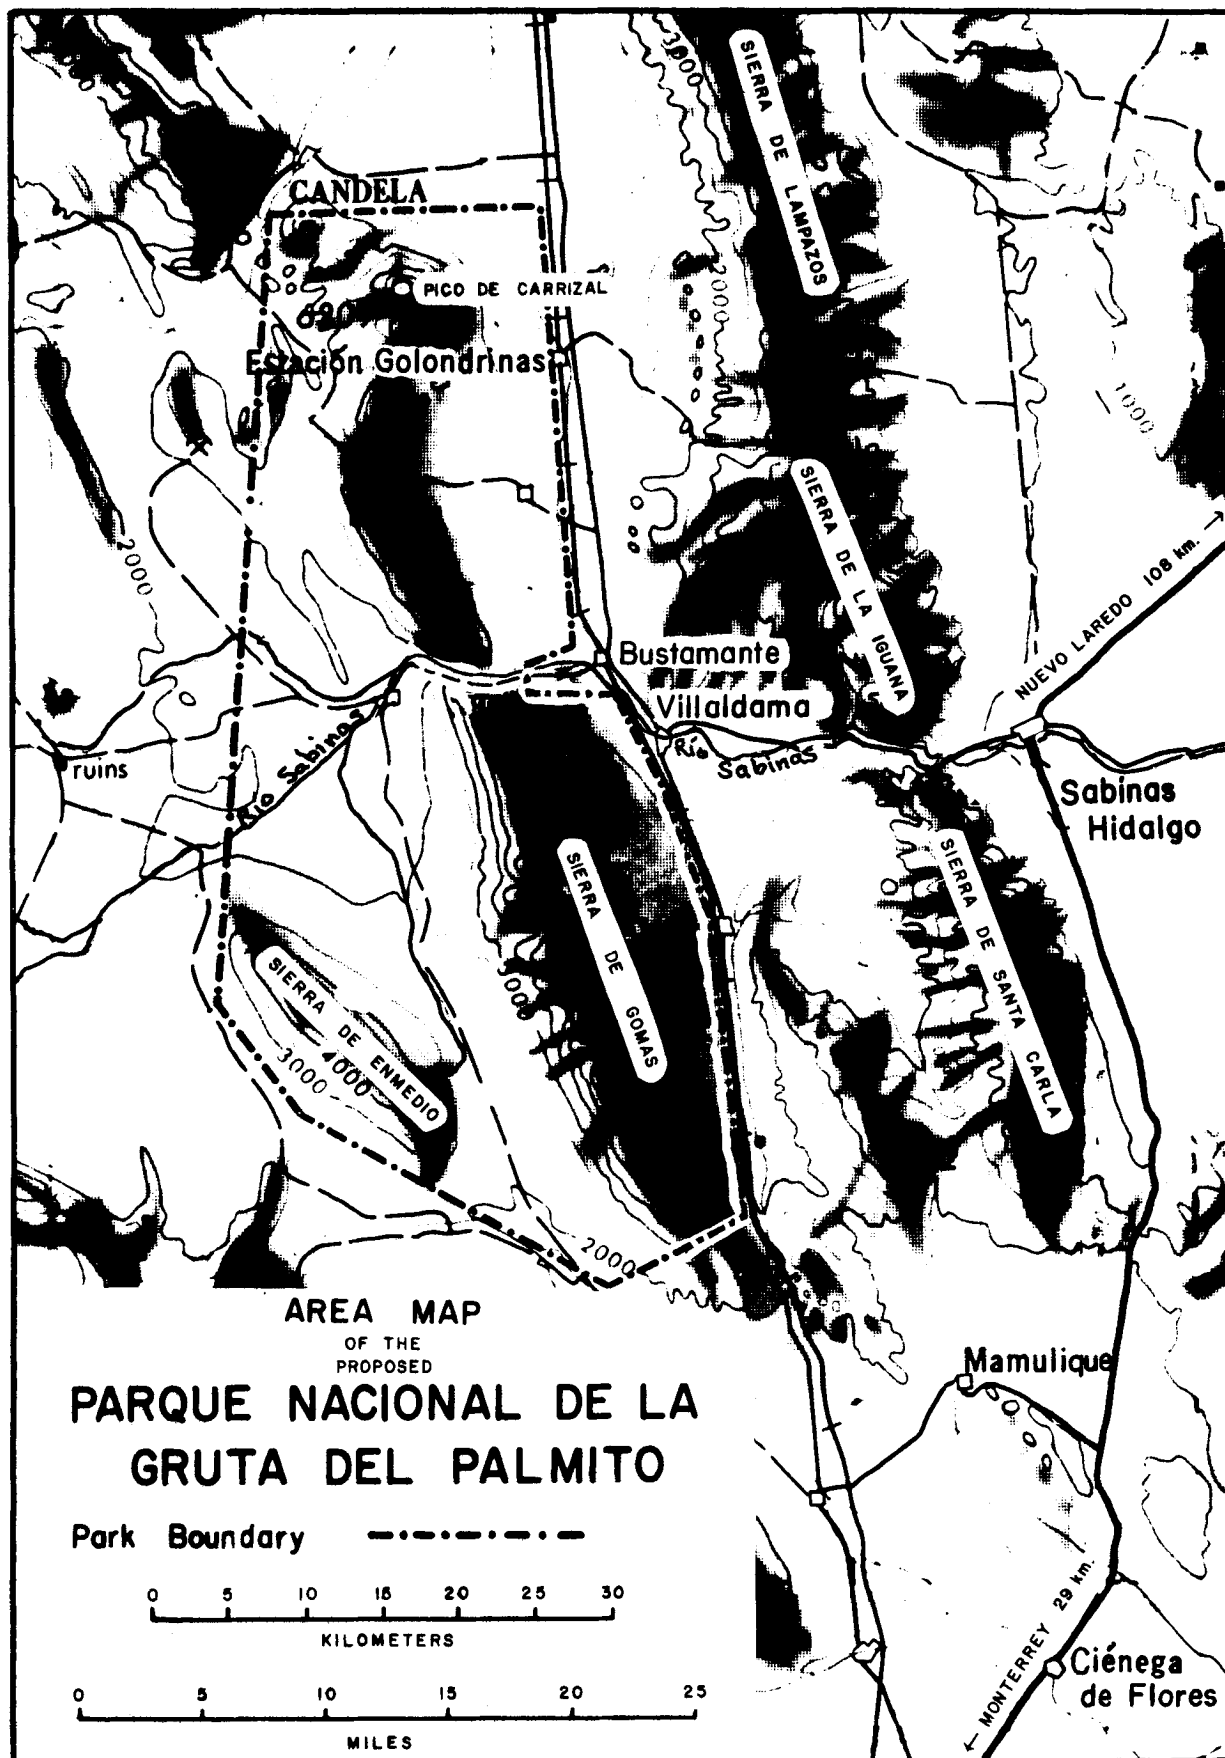 3000
SIERRA DE LAMPAZOS
CANDELA
PICO DE CARRIZAL
620
2000
Estación Golondrinas
1000
SIERRA DE LA IGUANA
2000
NUEVO LAREDO 108 km.
Bustamante
Villaldama
Río Sabinas
Río Sabinas
ruins
Sabinas
Hidalgo
SIERRA DE GOMAS
SIERRA DE SANTA CARLA
SIERRA DE ENMEDIO
4000
3000
2000
AREA MAP
OF THE
PROPOSED
PARQUE NACIONAL DE LA
GRUTA DEL PALMITO
Park Boundary
0 5 10 15 20 25 30
KILOMETERS
0 5 10 15 20 25
MILES
Mamulique
MONTERREY 29 km.
Ciénega
de Flores